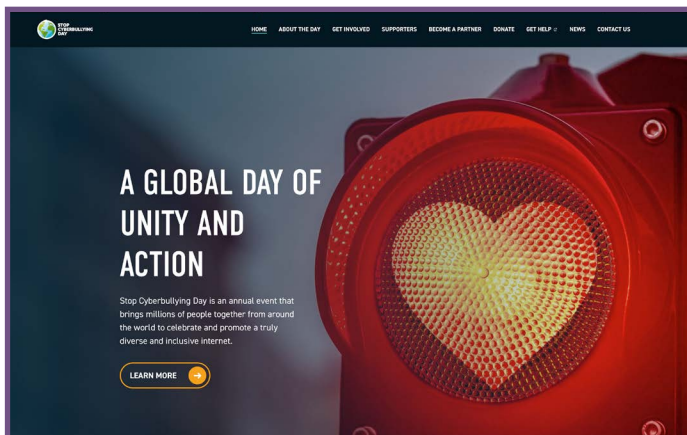 STOP
CYBERBULLYING
DAY
HOME ABOUT THE DAY GET INVOLVED SUPPORTERS BECOME A PARTNER DONATE GET HELP NEWS CONTACT US
A GLOBAL DAY OF
UNITY AND
ACTION
Stop Cyberbullying Day is an annual event that
brings millions of people together from around
the world to celebrate and promote a truly
diverse and inclusive internet.
LEARN MORE